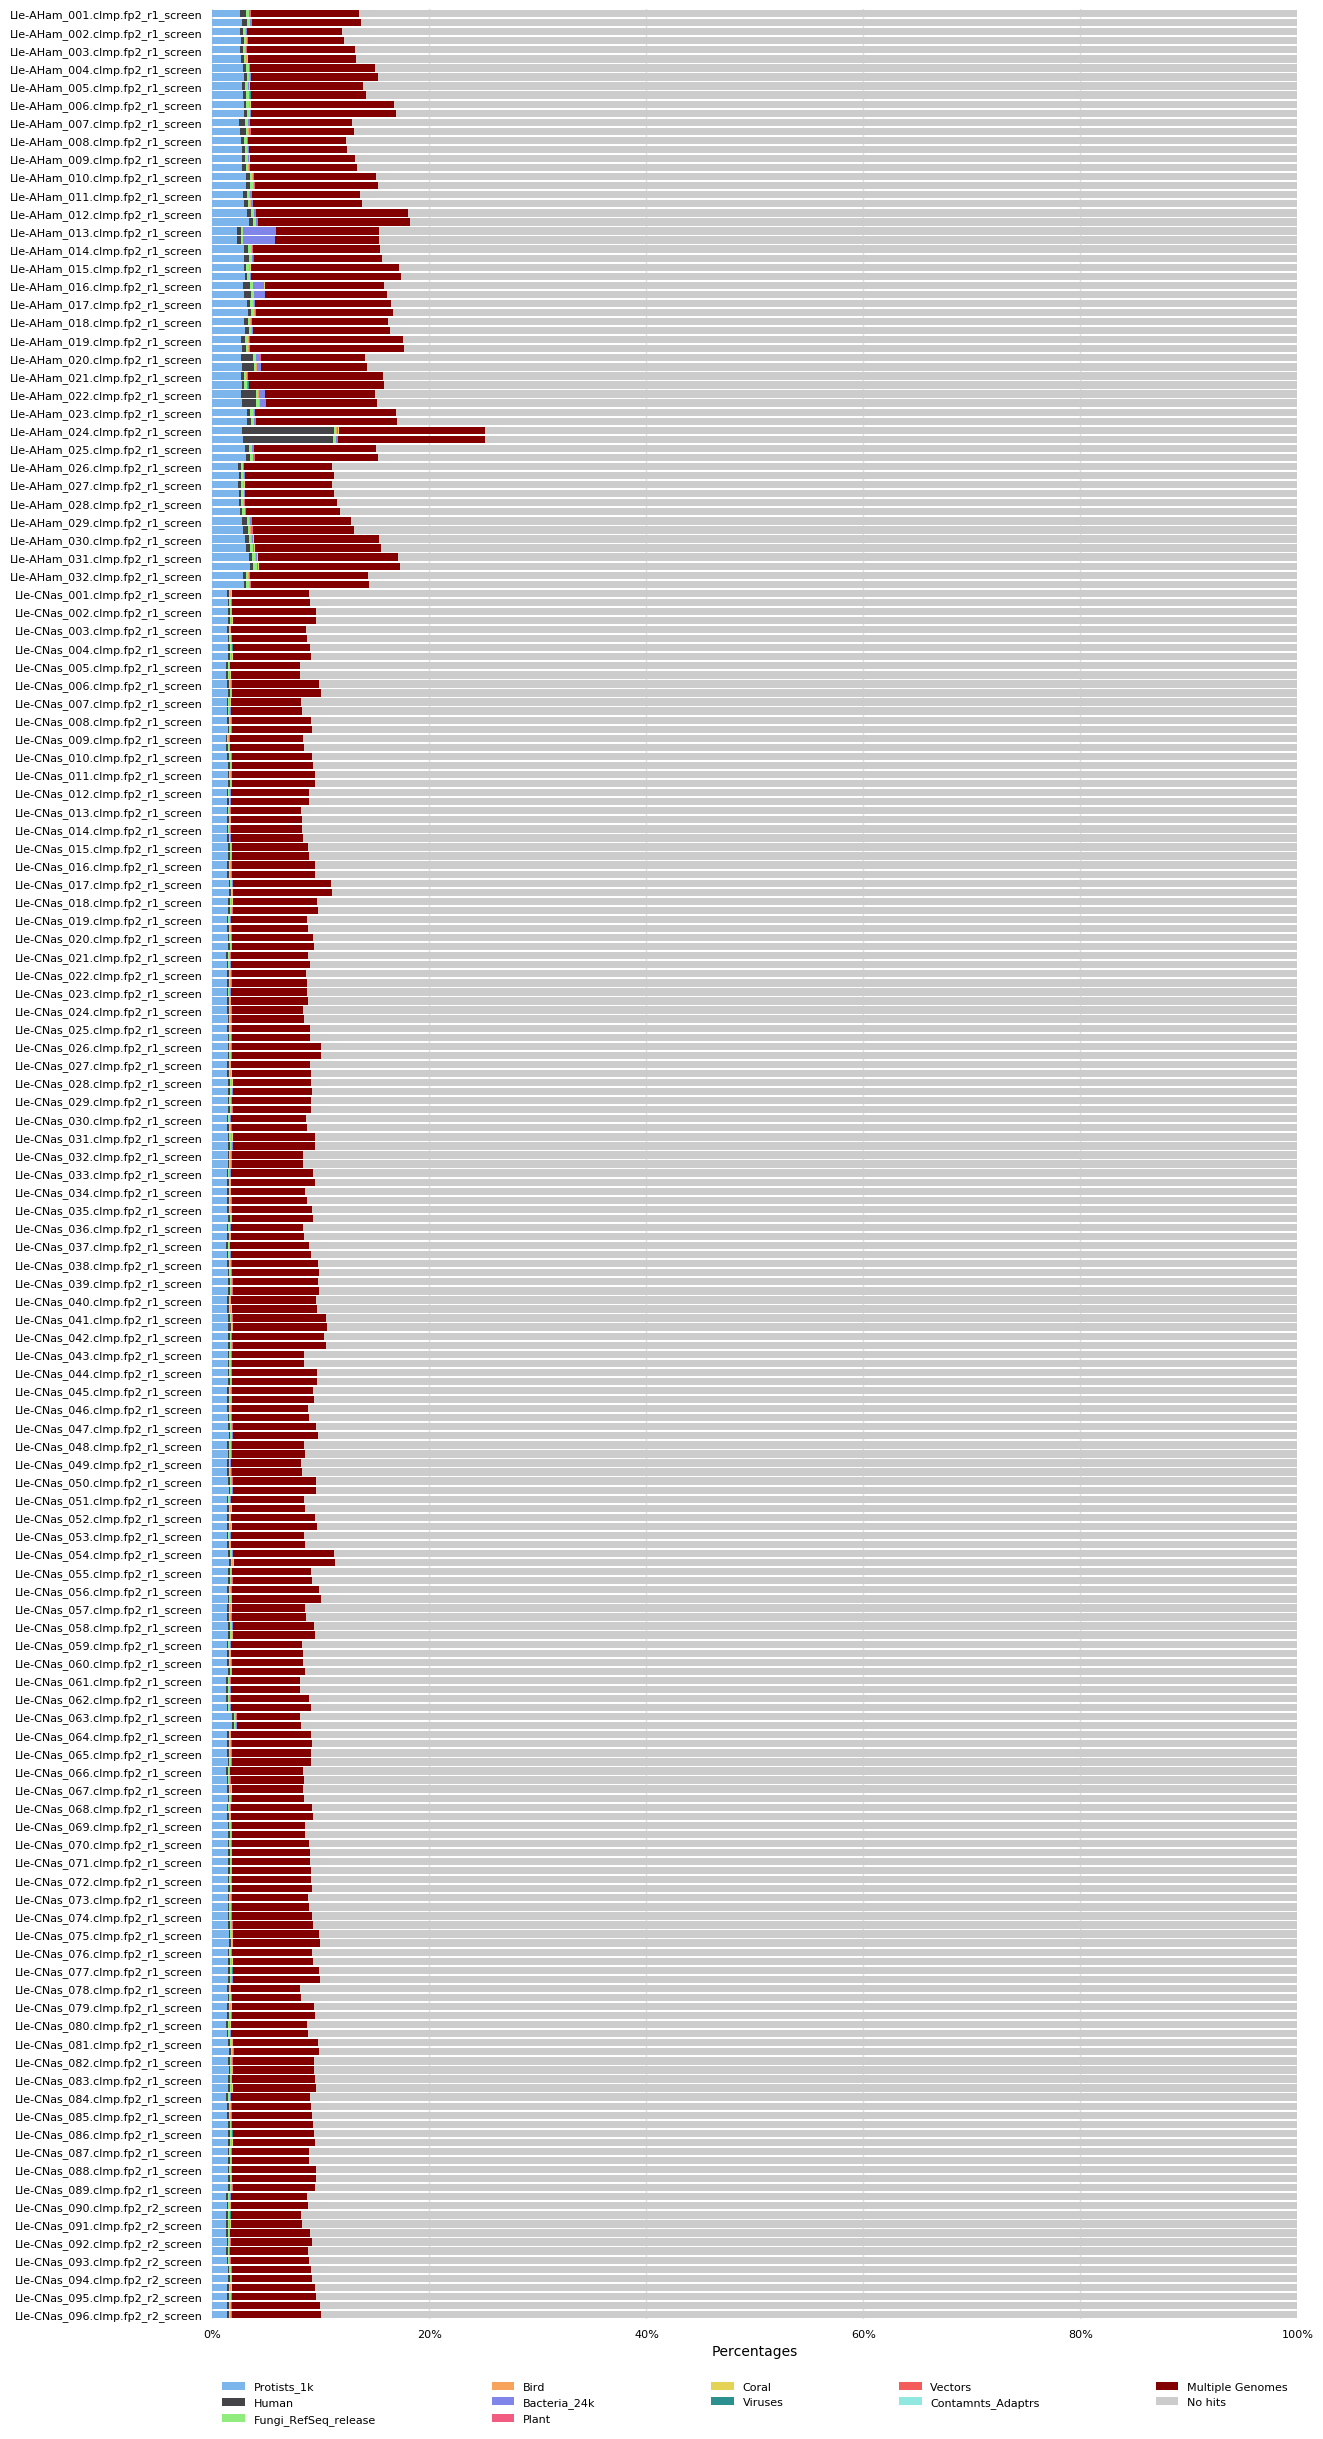 Lle-AHam_001.clmp.fp2_r1_screen
Lle-AHam_002.clmp.fp2_r1_screen
Lle-AHam_003.clmp.fp2_r1_screen
Lle-AHam_004.clmp.fp2_r1_screen
Lle-AHam_005.clmp.fp2_r1_screen
Lle-AHam_006.clmp.fp2_r1_screen
Lle-AHam_007.clmp.fp2_r1_screen
Lle-AHam_008.clmp.fp2_r1_screen
Lle-AHam_009.clmp.fp2_r1_screen
Lle-AHam_010.clmp.fp2_r1_screen
Lle-AHam_011.clmp.fp2_r1_screen
Lle-AHam_012.clmp.fp2_r1_screen
Lle-AHam_013.clmp.fp2_r1_screen
Lle-AHam_014.clmp.fp2_r1_screen
Lle-AHam_015.clmp.fp2_r1_screen
Lle-AHam_016.clmp.fp2_r1_screen
Lle-AHam_017.clmp.fp2_r1_screen
Lle-AHam_018.clmp.fp2_r1_screen
Lle-AHam_019.clmp.fp2_r1_screen
Lle-AHam_020.clmp.fp2_r1_screen
Lle-AHam_021.clmp.fp2_r1_screen
Lle-AHam_022.clmp.fp2_r1_screen
Lle-AHam_023.clmp.fp2_r1_screen
Lle-AHam_024.clmp.fp2_r1_screen
Lle-AHam_025.clmp.fp2_r1_screen
Lle-AHam_026.clmp.fp2_r1_screen
Lle-AHam_027.clmp.fp2_r1_screen
Lle-AHam_028.clmp.fp2_r1_screen
Lle-AHam_029.clmp.fp2_r1_screen
Lle-AHam_030.clmp.fp2_r1_screen
Lle-AHam_031.clmp.fp2_r1_screen
Lle-AHam_032.clmp.fp2_r1_screen
Lle-CNas_001.clmp.fp2_r1_screen
Lle-CNas_002.clmp.fp2_r1_screen
Lle-CNas_003.clmp.fp2_r1_screen
Lle-CNas_004.clmp.fp2_r1_screen
Lle-CNas_005.clmp.fp2_r1_screen
Lle-CNas_006.clmp.fp2_r1_screen
Lle-CNas_007.clmp.fp2_r1_screen
Lle-CNas_008.clmp.fp2_r1_screen
Lle-CNas_009.clmp.fp2_r1_screen
Lle-CNas_010.clmp.fp2_r1_screen
Lle-CNas_011.clmp.fp2_r1_screen
Lle-CNas_012.clmp.fp2_r1_screen
Lle-CNas_013.clmp.fp2_r1_screen
Lle-CNas_014.clmp.fp2_r1_screen
Lle-CNas_015.clmp.fp2_r1_screen
Lle-CNas_016.clmp.fp2_r1_screen
Lle-CNas_017.clmp.fp2_r1_screen
Lle-CNas_018.clmp.fp2_r1_screen
Lle-CNas_019.clmp.fp2_r1_screen
Lle-CNas_020.clmp.fp2_r1_screen
Lle-CNas_021.clmp.fp2_r1_screen
Lle-CNas_022.clmp.fp2_r1_screen
Lle-CNas_023.clmp.fp2_r1_screen
Lle-CNas_024.clmp.fp2_r1_screen
Lle-CNas_025.clmp.fp2_r1_screen
Lle-CNas_026.clmp.fp2_r1_screen
Lle-CNas_027.clmp.fp2_r1_screen
Lle-CNas_028.clmp.fp2_r1_screen
Lle-CNas_029.clmp.fp2_r1_screen
Lle-CNas_030.clmp.fp2_r1_screen
Lle-CNas_031.clmp.fp2_r1_screen
Lle-CNas_032.clmp.fp2_r1_screen
Lle-CNas_033.clmp.fp2_r1_screen
Lle-CNas_034.clmp.fp2_r1_screen
Lle-CNas_035.clmp.fp2_r1_screen
Lle-CNas_036.clmp.fp2_r1_screen
Lle-CNas_037.clmp.fp2_r1_screen
Lle-CNas_038.clmp.fp2_r1_screen
Lle-CNas_039.clmp.fp2_r1_screen
Lle-CNas_040.clmp.fp2_r1_screen
Lle-CNas_041.clmp.fp2_r1_screen
Lle-CNas_042.clmp.fp2_r1_screen
Lle-CNas_043.clmp.fp2_r1_screen
Lle-CNas_044.clmp.fp2_r1_screen
Lle-CNas_045.clmp.fp2_r1_screen
Lle-CNas_046.clmp.fp2_r1_screen
Lle-CNas_047.clmp.fp2_r1_screen
Lle-CNas_048.clmp.fp2_r1_screen
Lle-CNas_049.clmp.fp2_r1_screen
Lle-CNas_050.clmp.fp2_r1_screen
Lle-CNas_051.clmp.fp2_r1_screen
Lle-CNas_052.clmp.fp2_r1_screen
Lle-CNas_053.clmp.fp2_r1_screen
Lle-CNas_054.clmp.fp2_r1_screen
Lle-CNas_055.clmp.fp2_r1_screen
Lle-CNas_056.clmp.fp2_r1_screen
Lle-CNas_057.clmp.fp2_r1_screen
Lle-CNas_058.clmp.fp2_r1_screen
Lle-CNas_059.clmp.fp2_r1_screen
Lle-CNas_060.clmp.fp2_r1_screen
Lle-CNas_061.clmp.fp2_r1_screen
Lle-CNas_062.clmp.fp2_r1_screen
Lle-CNas_063.clmp.fp2_r1_screen
Lle-CNas_064.clmp.fp2_r1_screen
Lle-CNas_065.clmp.fp2_r1_screen
Lle-CNas_066.clmp.fp2_r1_screen
Lle-CNas_067.clmp.fp2_r1_screen
Lle-CNas_068.clmp.fp2_r1_screen
Lle-CNas_069.clmp.fp2_r1_screen
Lle-CNas_070.clmp.fp2_r1_screen
Lle-CNas_071.clmp.fp2_r1_screen
Lle-CNas_072.clmp.fp2_r1_screen
Lle-CNas_073.clmp.fp2_r1_screen
Lle-CNas_074.clmp.fp2_r1_screen
Lle-CNas_075.clmp.fp2_r1_screen
Lle-CNas_076.clmp.fp2_r1_screen
Lle-CNas_077.clmp.fp2_r1_screen
Lle-CNas_078.clmp.fp2_r1_screen
Lle-CNas_079.clmp.fp2_r1_screen
Lle-CNas_080.clmp.fp2_r1_screen
Lle-CNas_081.clmp.fp2_r1_screen
Lle-CNas_082.clmp.fp2_r1_screen
Lle-CNas_083.clmp.fp2_r1_screen
Lle-CNas_084.clmp.fp2_r1_screen
Lle-CNas_085.clmp.fp2_r1_screen
Lle-CNas_086.clmp.fp2_r1_screen
Lle-CNas_087.clmp.fp2_r1_screen
Lle-CNas_088.clmp.fp2_r1_screen
Lle-CNas_089.clmp.fp2_r1_screen
Lle-CNas_090.clmp.fp2_r2_screen
Lle-CNas_091.clmp.fp2_r2_screen
Lle-CNas_092.clmp.fp2_r2_screen
Lle-CNas_093.clmp.fp2_r2_screen
Lle-CNas_094.clmp.fp2_r2_screen
Lle-CNas_095.clmp.fp2_r2_screen
Lle-CNas_096.clmp.fp2_r2_screen
0% 20% 40% 60% 80% 100%
Percentages
Protists_1k Bird Coral Vectors Multiple Genomes
Human Bacteria_24k Viruses Contamnts_Adaptrs No hits
Fungi_RefSeq_release Plant